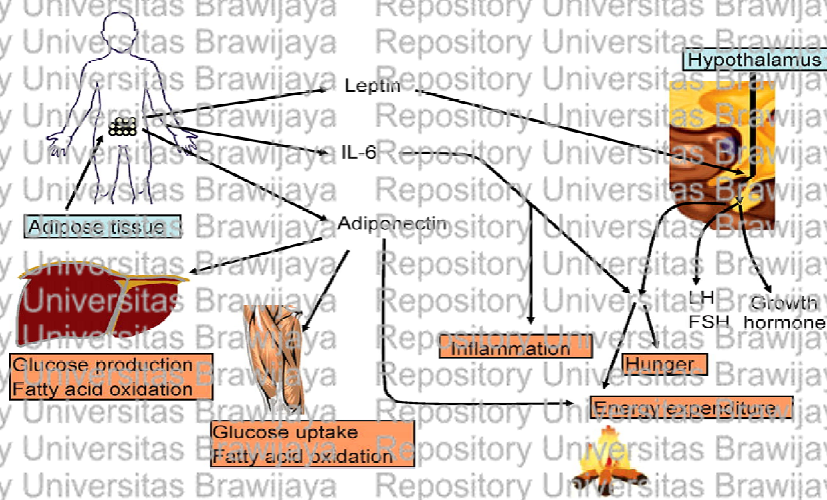 Repository Universitas Brawijaya
Hypothalamus
Leptin
IL-6
Adipose tissue
Adiponectin
LH
FSH
Growth
hormone
Inflammation
Hunger
Glucose production
Fatty acid oxidation
Energy expenditure
Glucose uptake
Fatty acid oxidation